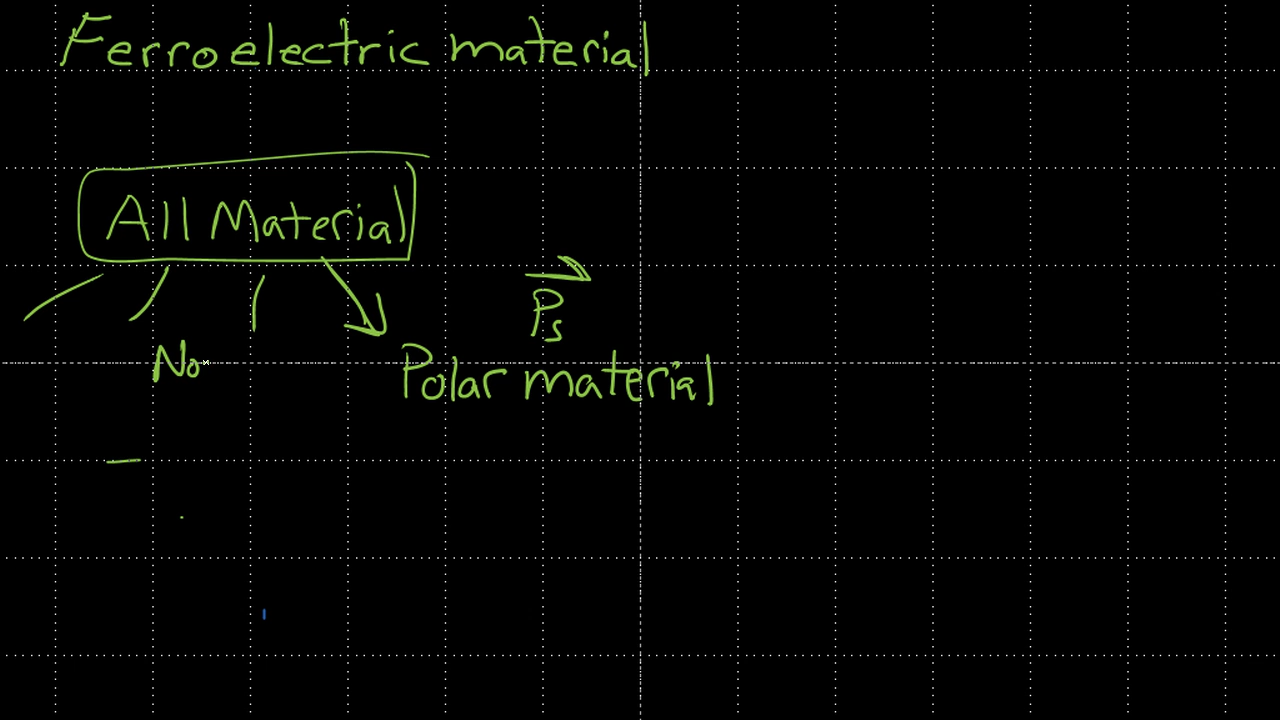 Ferroelectric material
All Material
Ps
No
Polar material